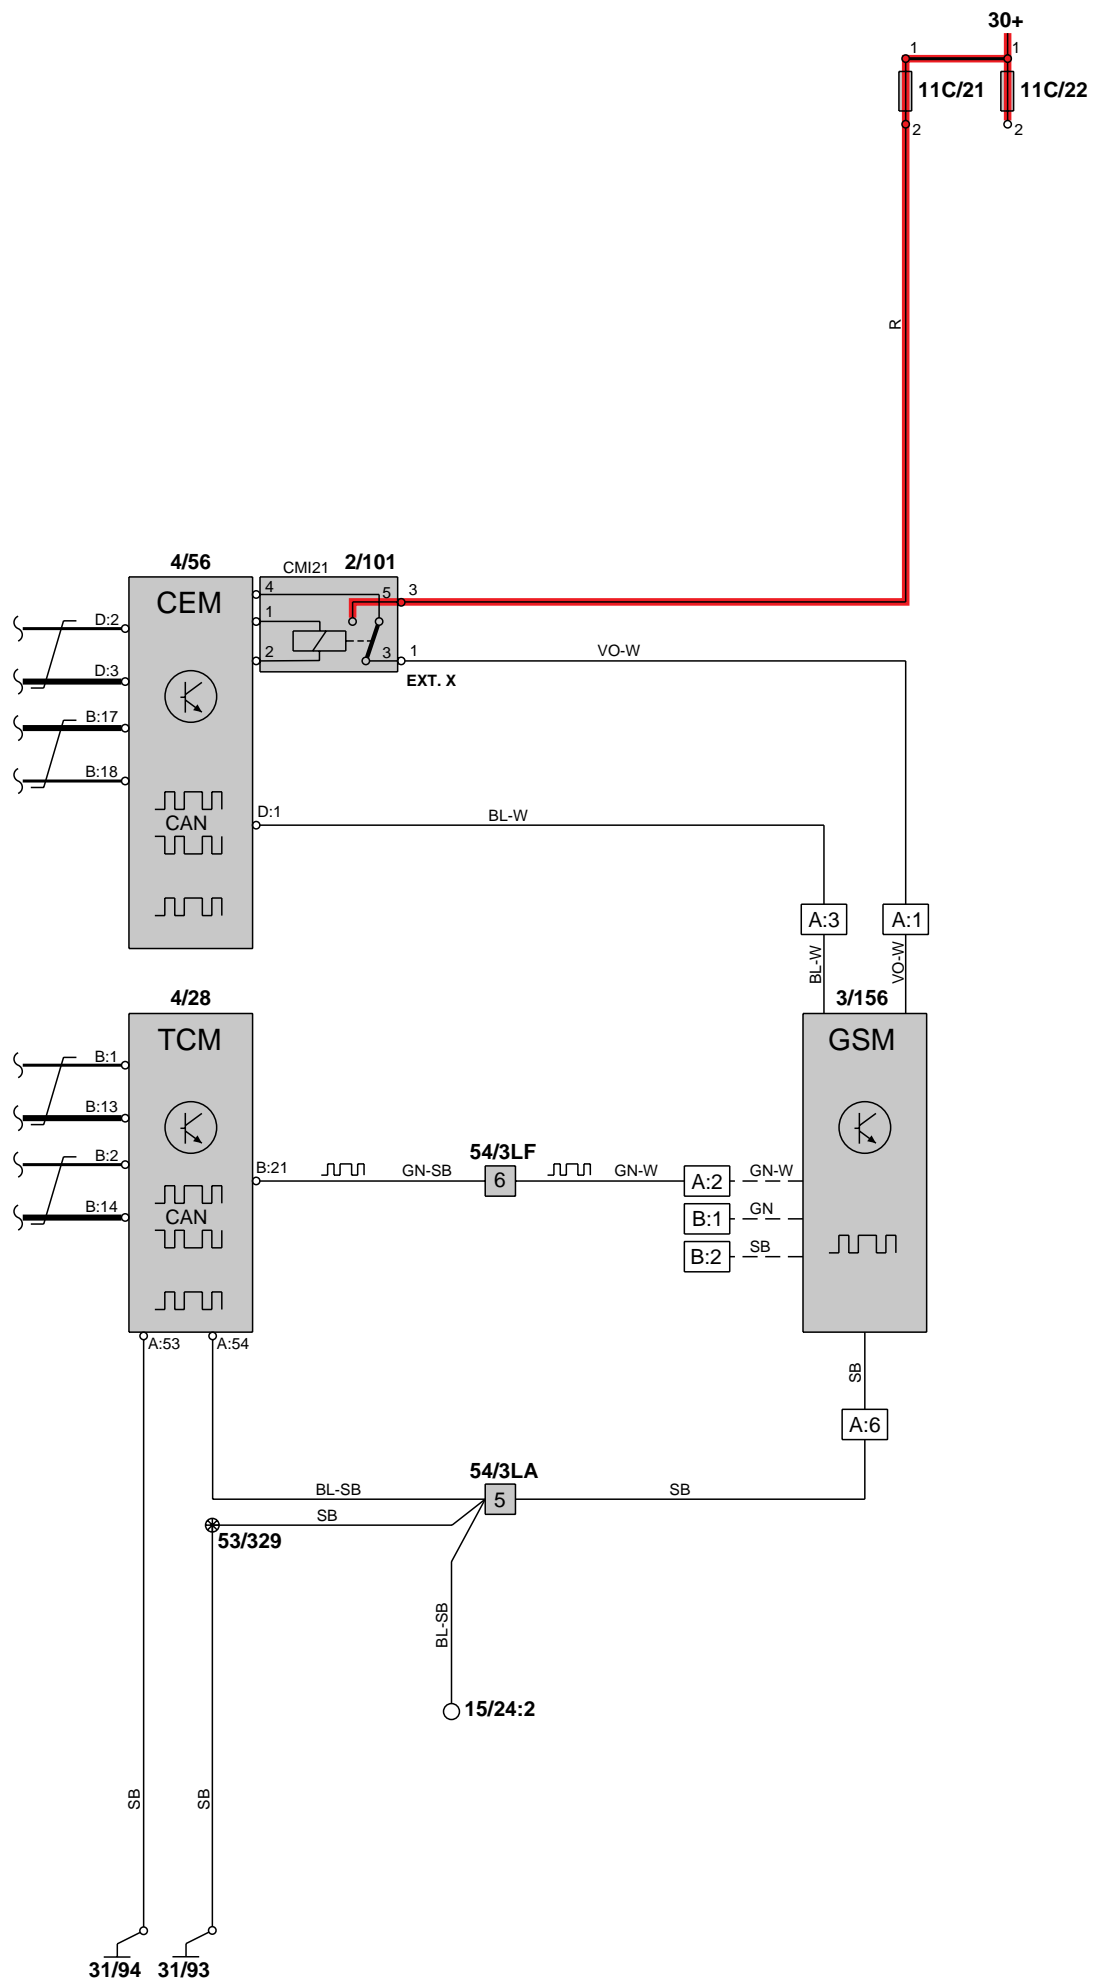 30+
1 1
11C/21 11C/22
2 2
R
4/56 CMI21 2/101
CEM 4 5 3
D:2 1
2 3 1 VO-W
D:3 EXT. X
B:17
B:18
CAN D:1 BL-W
A:3 A:1
BL-W VO-W
4/28 3/156
TCM GSM
B:1
B:13
B:2 54/3LF
B:21 GN-SB 6 GN-W A:2 GN-W
B:14 CAN B:1 GN
B:2 SB
A:53 A:54
SB
A:6
54/3LA
BL-SB 5 SB
SB
53/329
BL-SB
15/24:2
SB SB
31/94 31/93